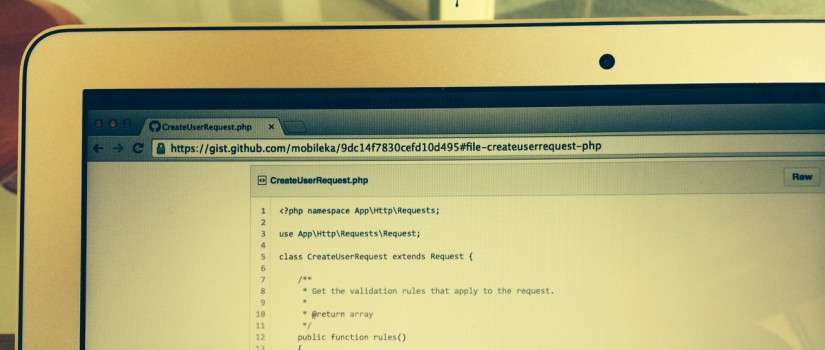 CreateUserRequest.php ×
https://gist.github.com/mobileka/9dc14f7830cefd10d495#file-createuserrequest-php
CreateUserRequest.php
Raw
1 <?php namespace App\Http\Requests;
2
3 use App\Http\Requests\Request;
4
5 class CreateUserRequest extends Request {
6
7 /**
8 * Get the validation rules that apply to the request.
9 *
10 * @return array
11 */
12 public function rules()
13 {